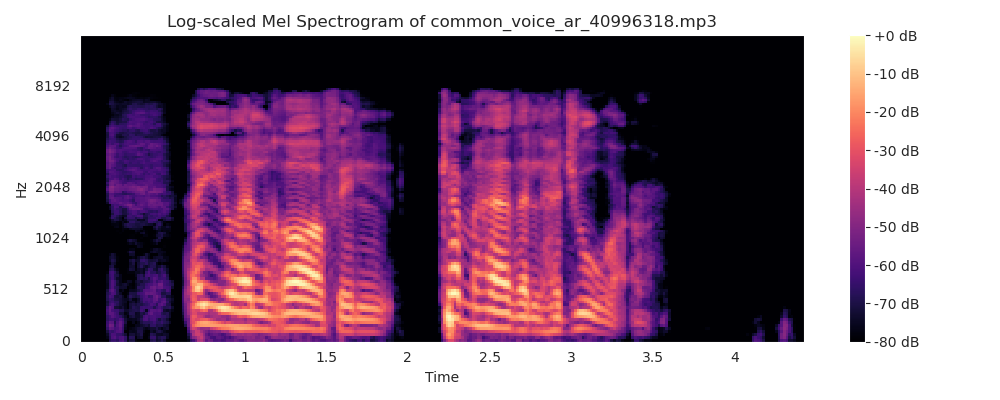 Log-scaled Mel Spectrogram of common_voice_ar_40996318.mp3
Hz
8192
4096
2048
1024
512
0
0 0.5 1 1.5 2 2.5 3 3.5 4
Time
+0 dB
-10 dB
-20 dB
-30 dB
-40 dB
-50 dB
-60 dB
-70 dB
-80 dB